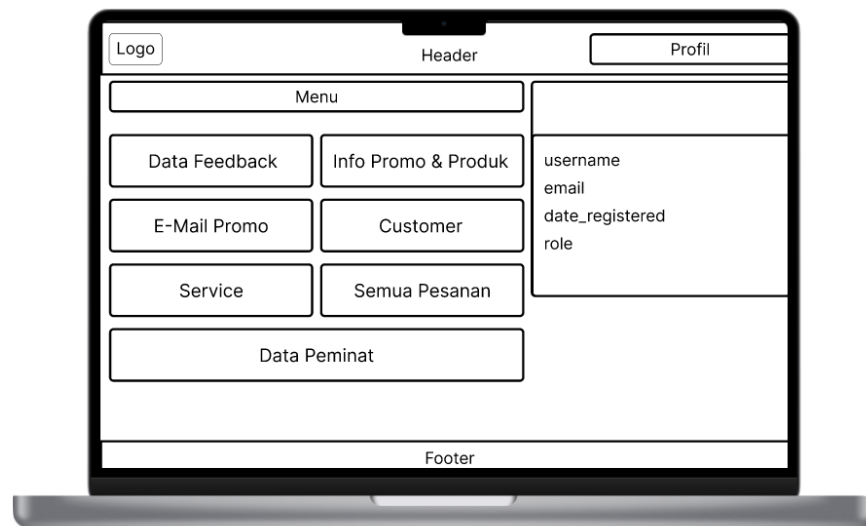 Logo
Header
Profil
Menu
Data Feedback
Info Promo & Produk
E-Mail Promo
Customer
Service
Semua Pesanan
Data Peminat
username
email
date_registered
role
Footer